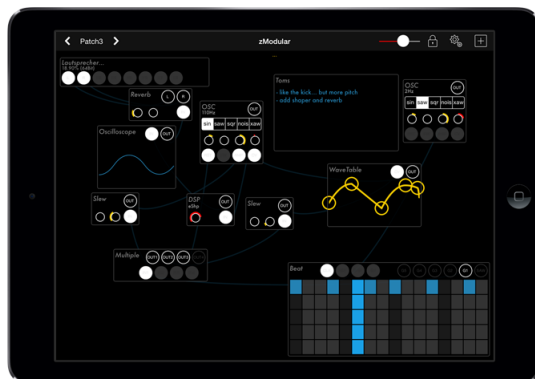 Patch3
zModular
Lautsprecher...
Reverb
L
R
OSC
110Hz
OUT
sin saw sqr nois saw
Toms
- like the kick... but more pitch
- add shaper and reverb
OSC
2Hz
OUT
sin saw sqr nois saw
Oscilloscope
OUT
WaveTable
OUT
Slew
OUT
DSP
OUT
Slew
OUT
Multiple
OUT1 OUT2 OUT3
Beat